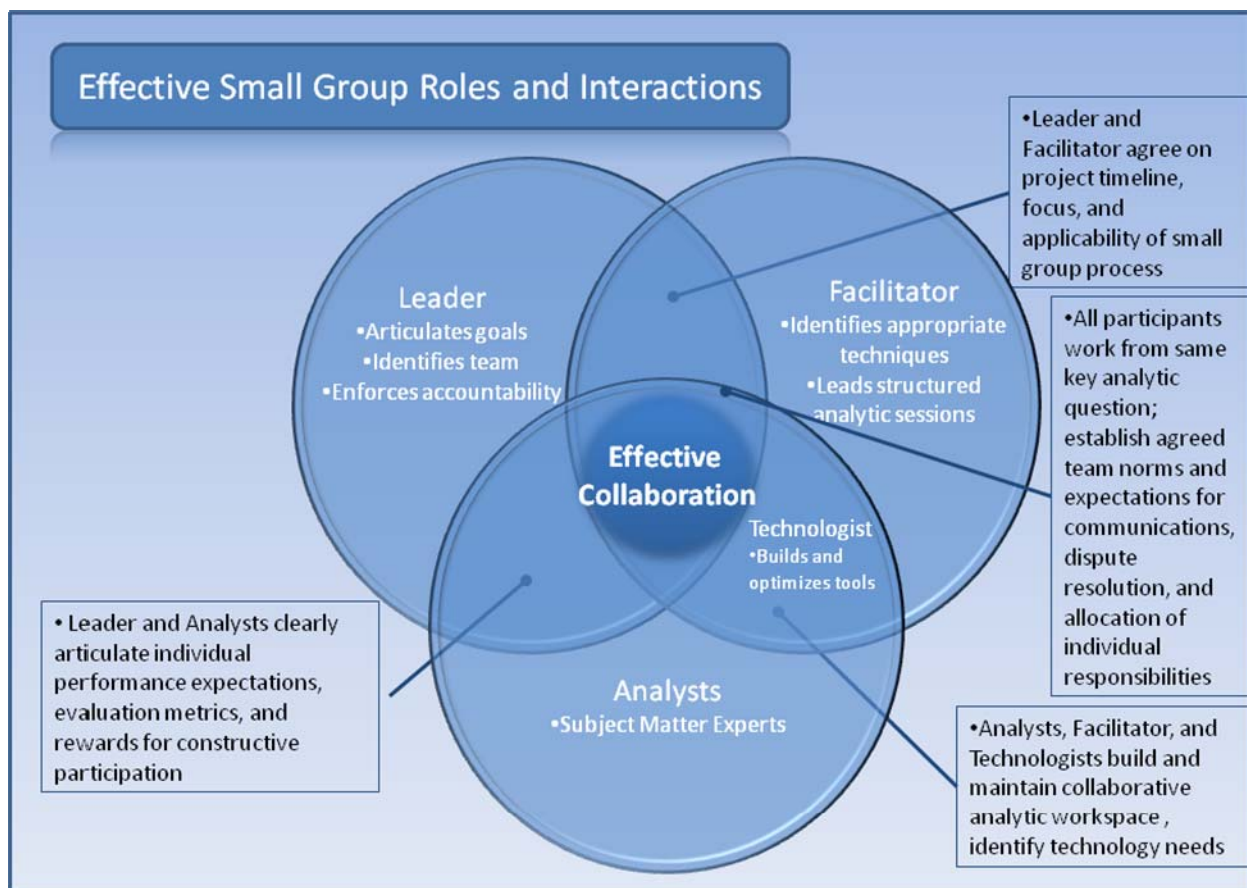 Effective Small Group Roles and Interactions
•Leader and
Facilitator agree on
project timeline,
focus, and
applicability of small
group process
Leader
•Articulates goals
•Identifies team
•Enforces accountability
Facilitator
•Identifies appropriate
techniques
•Leads structured
analytic sessions
•All participants
work from same
key analytic
question;
establish agreed
team norms and
expectations for
communications,
dispute
resolution, and
allocation of
individual
responsibilities
Effective
Collaboration
Technologist
•Builds and
optimizes tools
• Leader and Analysts clearly
articulate individual
performance expectations,
evaluation metrics, and
rewards for constructive
participation
Analysts
•Subject Matter Experts
•Analysts, Facilitator, and
Technologists build and
maintain collaborative
analytic workspace ,
identify technology needs